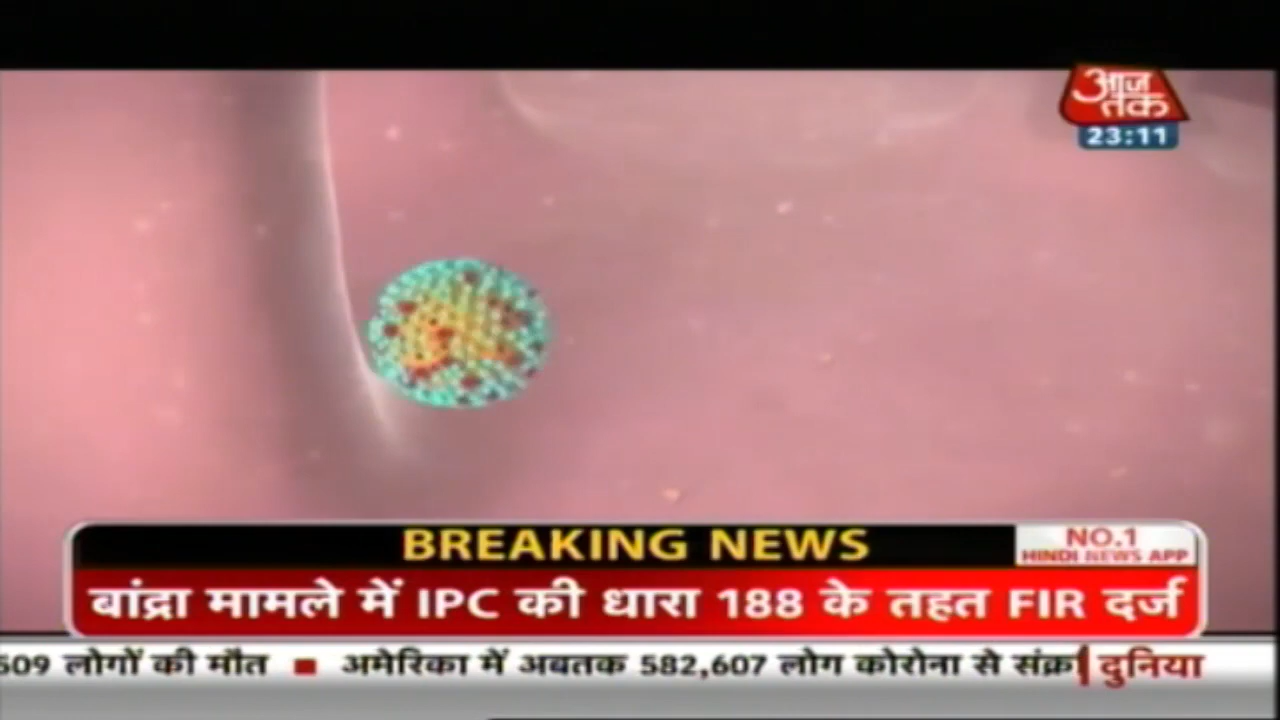 आज
तक
23:11
BREAKING NEWS
NO.1
HINDI NEWS APP
बांद्रा मामले में IPC की धारा 188 के तहत FIR दर्ज
509 लोगों की मौत ■ अमेरिका में अबतक 582,607 लोग कोरोना से संक्र
दुनिया